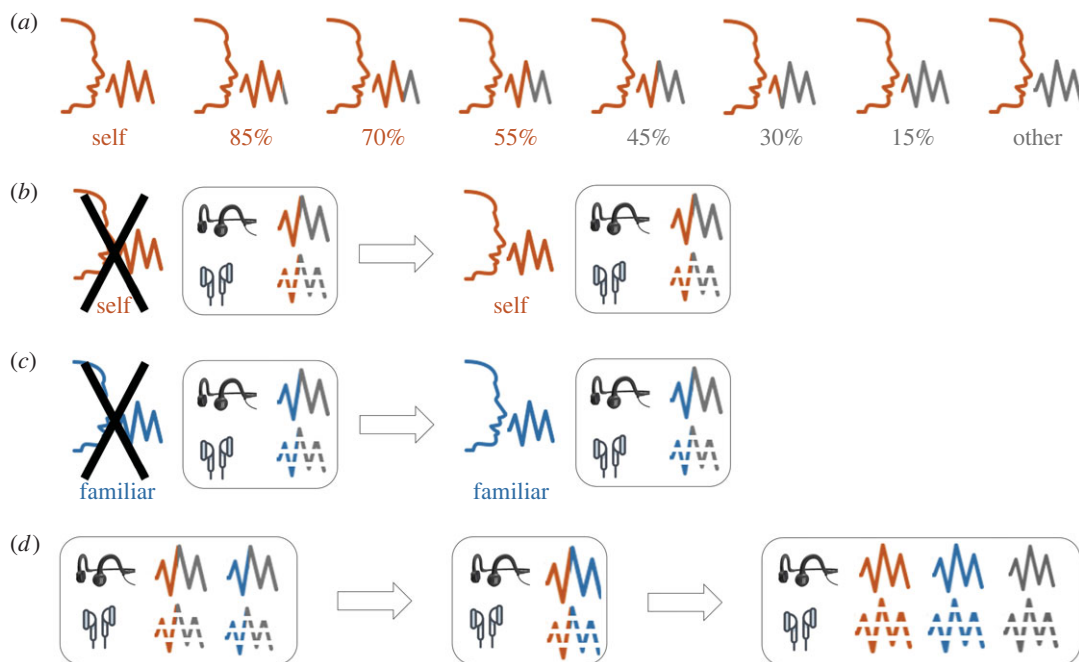 (a)
self 85% 70% 55% 45% 30% 15% other
(b)
self self
(c)
familiar familiar
(d)